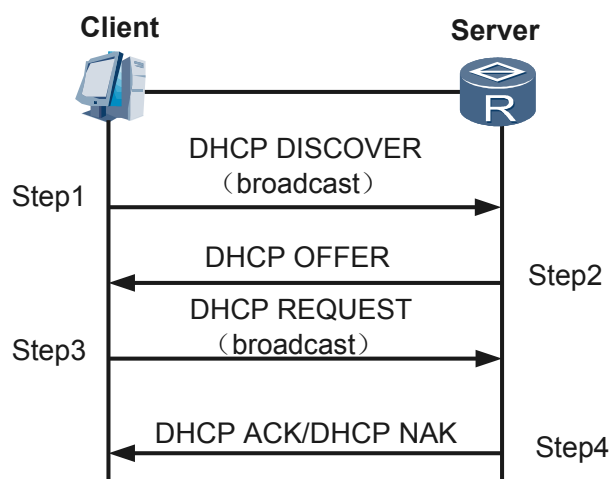 Client
Server
R
DHCP DISCOVER
（broadcast）
Step1
DHCP OFFER
Step2
DHCP REQUEST
（broadcast）
Step3
DHCP ACK/DHCP NAK
Step4